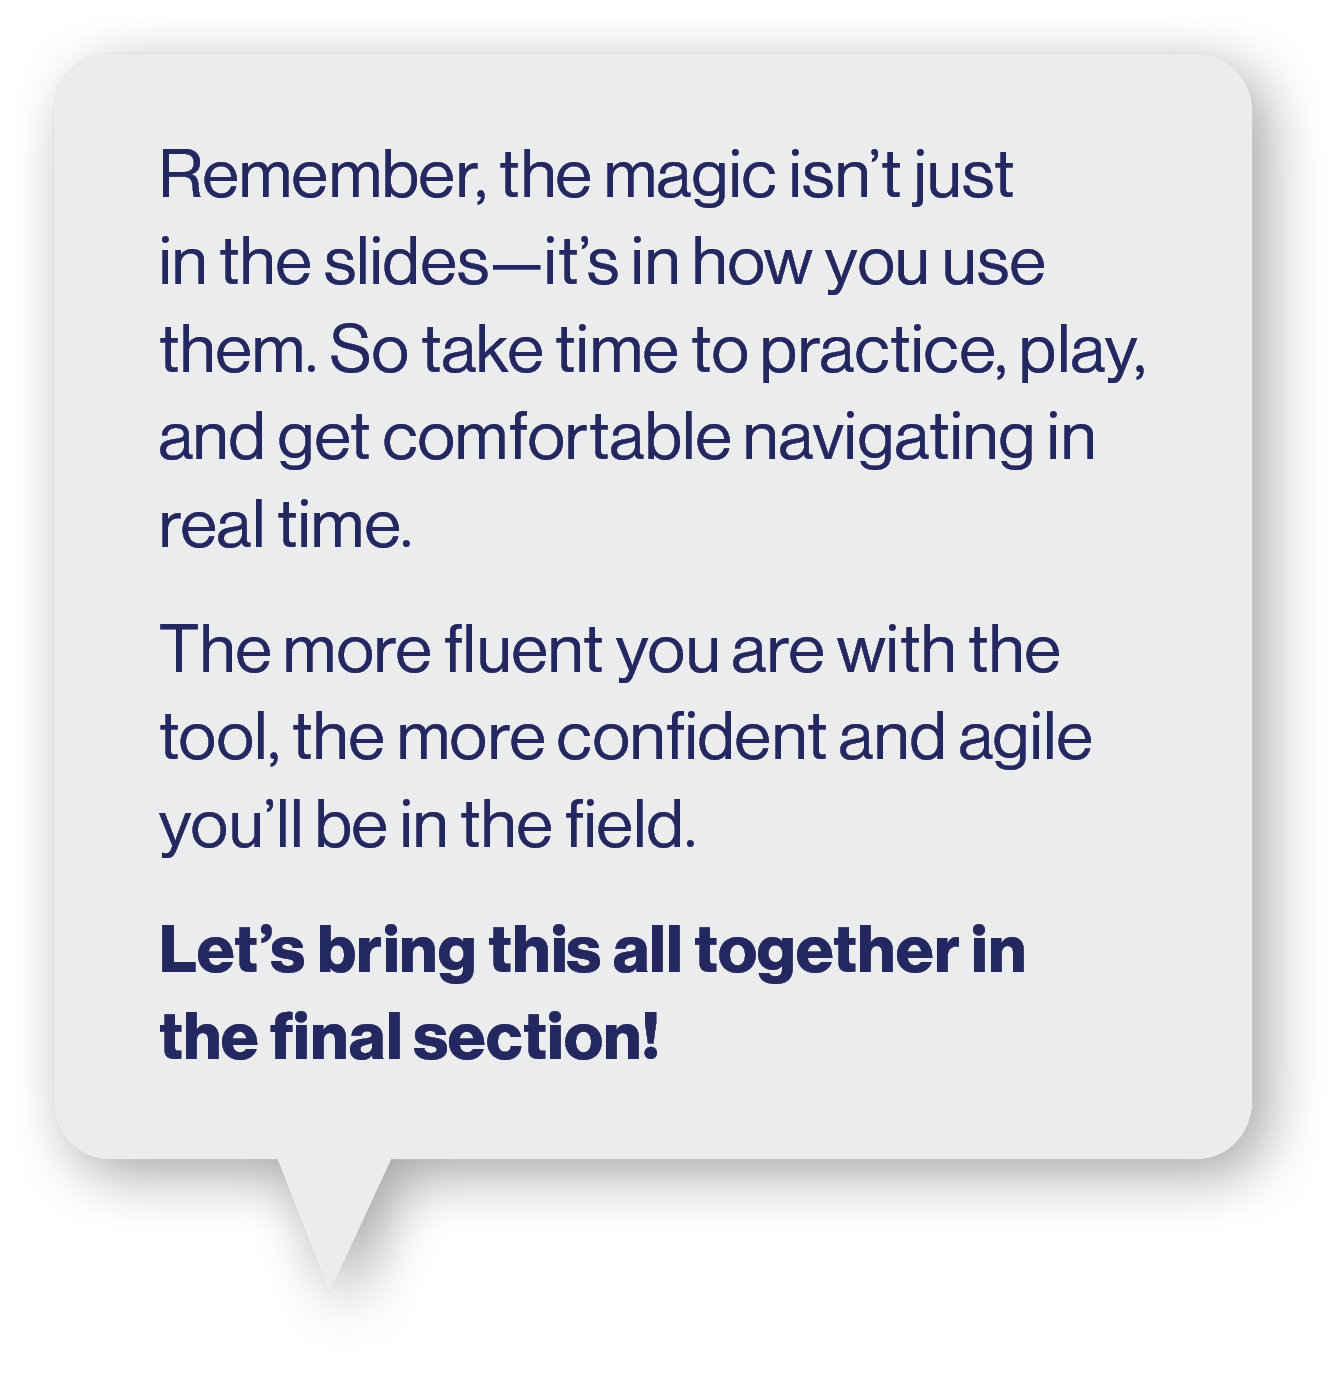 Remember, the magic isn’t just
in the slides—it’s in how you use
them. So take time to practice, play,
and get comfortable navigating in
real time.
The more fluent you are with the
tool, the more confident and agile
you’ll be in the field.
Let’s bring this all together in
the final section!